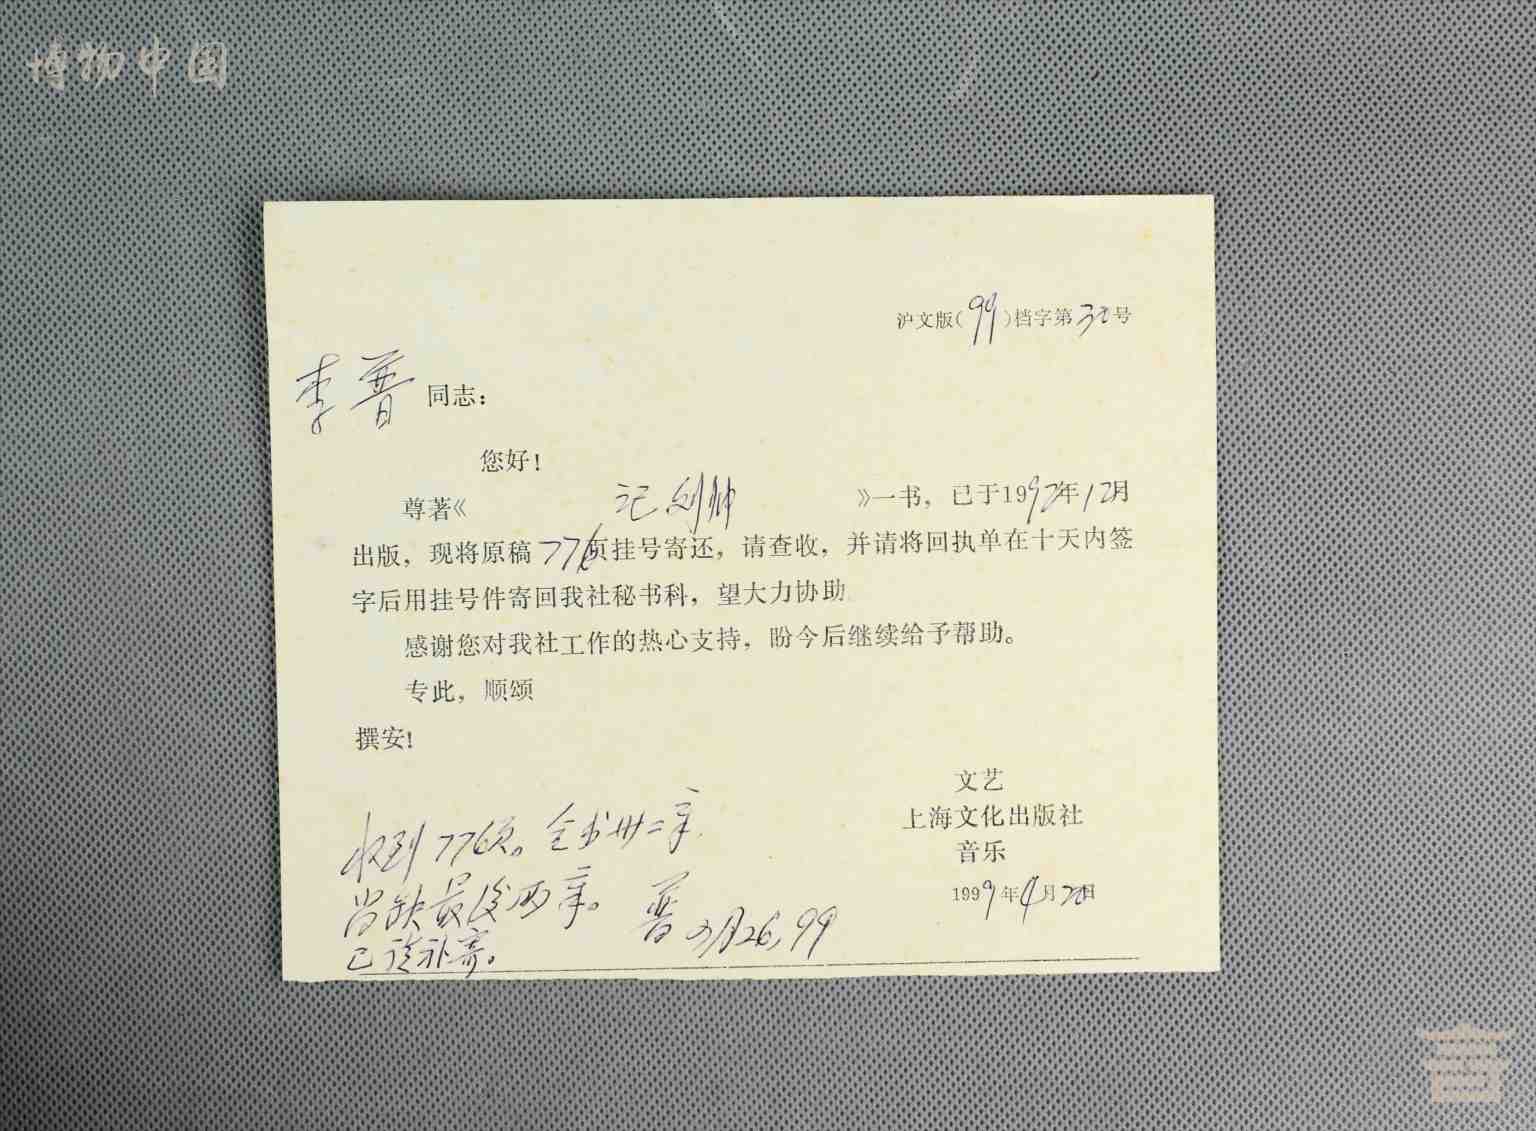 博物中国
沪文版(99)档字第30号
李普同志：
您好！
尊著《记刘帅》一书，已于1992年12月
出版，现将原稿776页挂号寄还，请查收，并请将回执单在十天内签
字后用挂号件寄回我社秘书科，望大力协助
感谢您对我社工作的热心支持，盼今后继续给予帮助。
专此，顺颂
撰安！
文艺
上海文化出版社
音乐
1999年4月20日
收到776页。全书卅二章
尚缺最後两章。
已请补寄。
普 月26,99